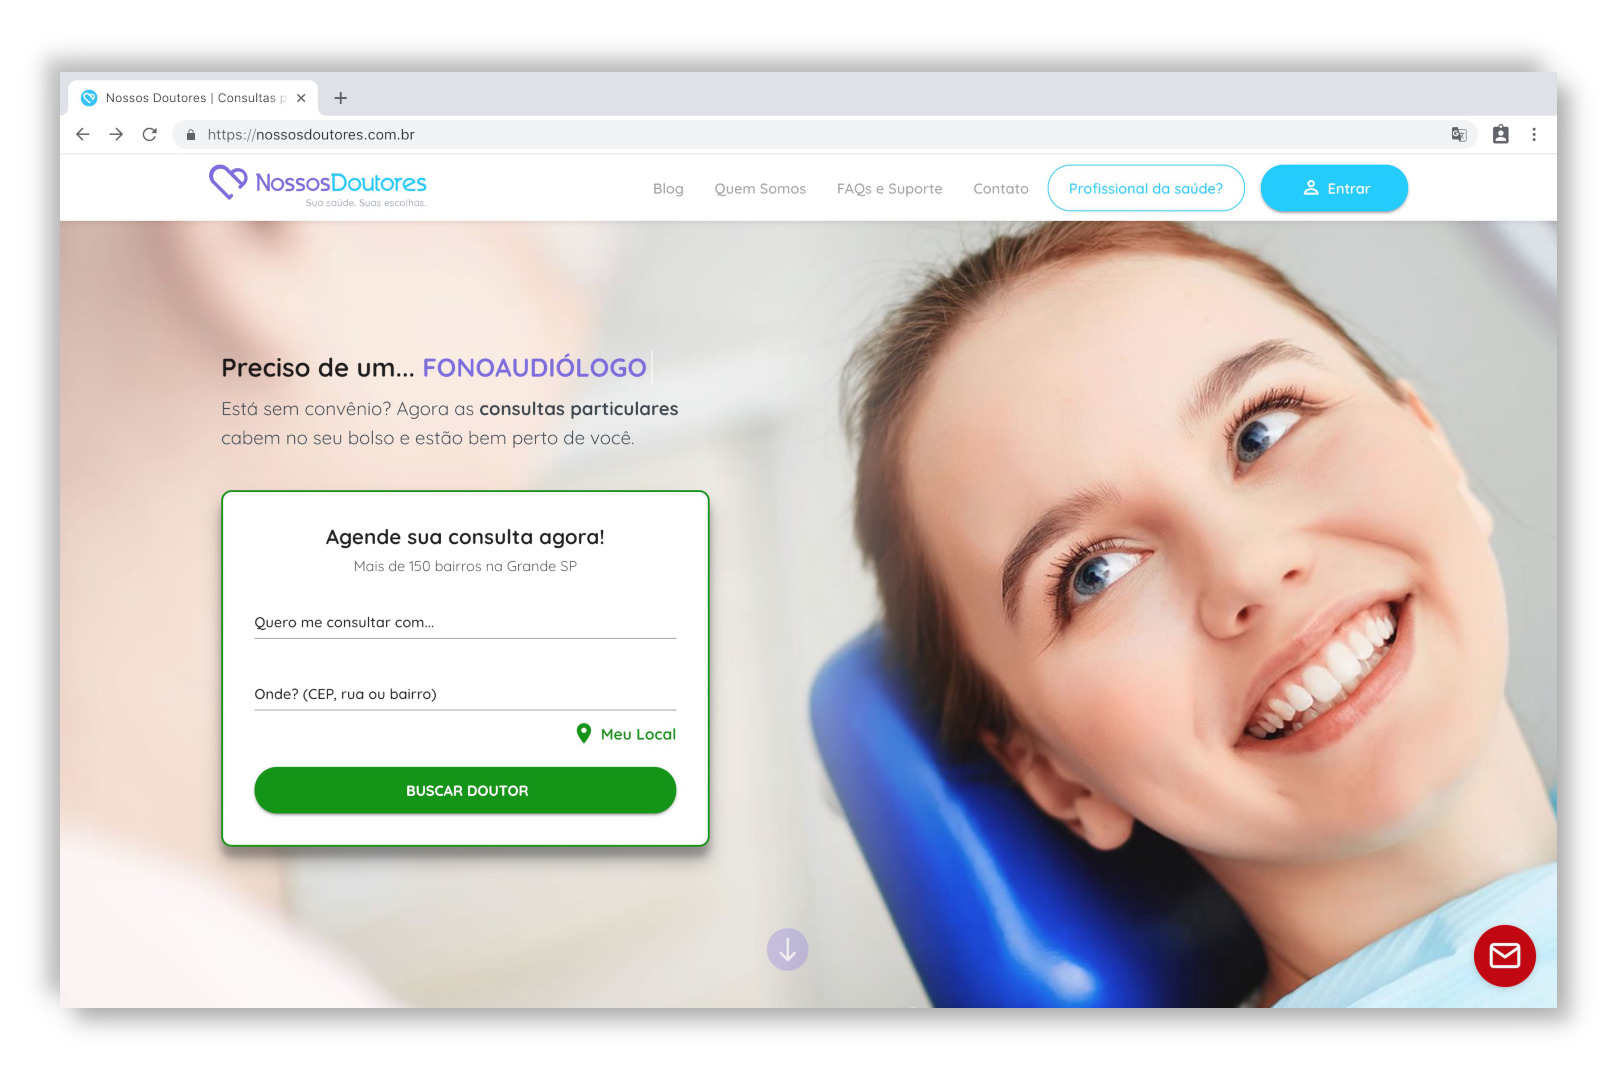 Nossos Doutores | Consultas p
https://nossosdoutores.com.br
NossosDoutores
Sua saúde. Suas escolhas.
Blog
Quem Somos
FAQs e Suporte
Contato
Profissional da saúde?
Entrar
Preciso de um... FONOAUDIÓLOGO
Está sem convênio? Agora as consultas particulares
cabem no seu bolso e estão bem perto de você.
Agende sua consulta agora!
Mais de 150 bairros na Grande SP
Quero me consultar com...
Onde? (CEP, rua ou bairro)
Meu Local
BUSCAR DOUTOR